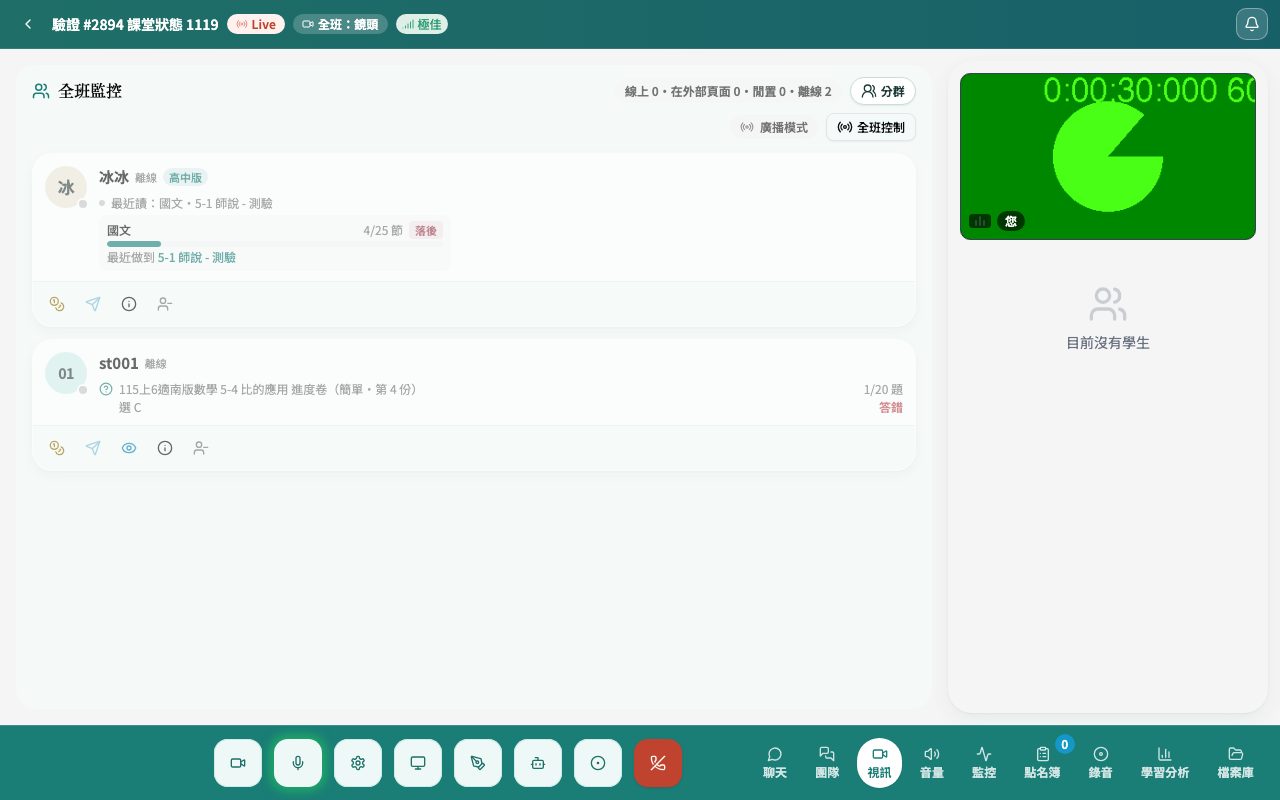 驗證 #2894 課堂狀態 1119
Live
全班：鏡頭
極佳
全班監控
線上 0・在外部頁面 0・閒置 0・離線 2
分群
廣播模式
全班控制
冰
冰冰 離線 高中版
最近讀：國文・5-1 師說 - 測驗
國文 4/25 節 落後
最近做到 5-1 師說 - 測驗
01
st001 離線
115上6適南版數學 5-4 比的應用 進度卷（簡單・第 4 份） 1/20 題
選 C 答錯
0:00:30:000 60
您
目前沒有學生
聊天
團隊
視訊
音量
監控
0
點名簿
錄音
學習分析
檔案庫